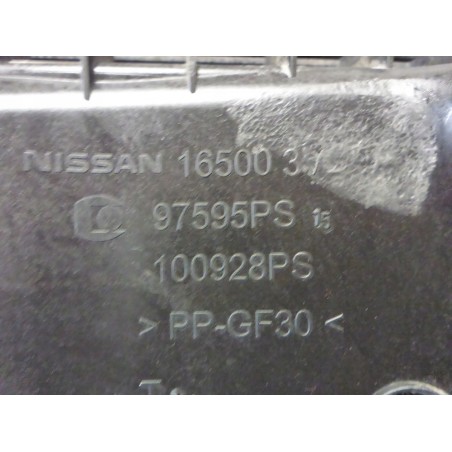 NISSAN 16500
97595PS 15
100928PS
> PP-GF30 <